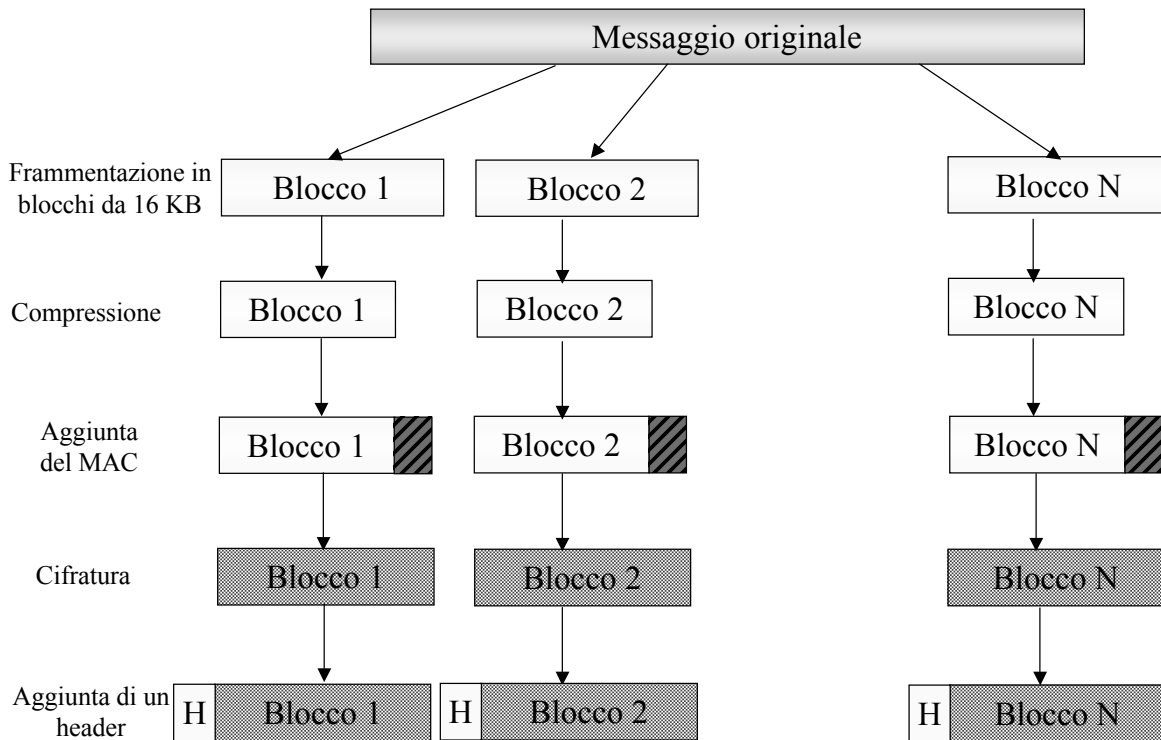 Messaggio originale
Frammentazione in
blocchi da 16 KB
Blocco 1
Blocco 2
Blocco N
Compressione
Blocco 1
Blocco 2
Blocco N
Aggiunta
del MAC
Blocco 1
Blocco 2
Blocco N
Cifratura
Blocco 1
Blocco 2
Blocco N
Aggiunta di un
header
H
Blocco 1
H
Blocco 2
H
Blocco N